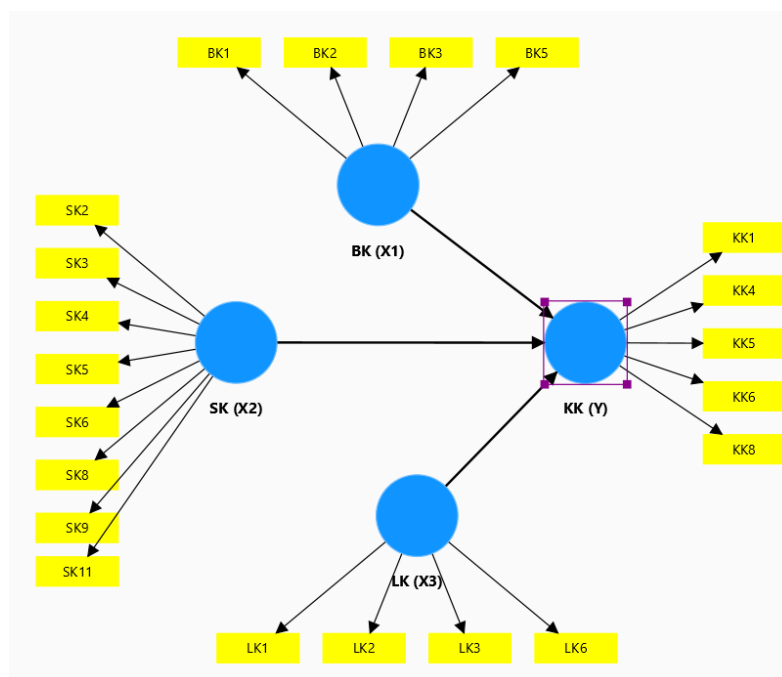 BK1
BK2
BK3
BK5
BK (X1)
SK2
SK3
SK4
SK5
SK6
SK8
SK9
SK11
SK (X2)
KK1
KK4
KK5
KK6
KK8
KK (Y)
LK (X3)
LK1
LK2
LK3
LK6